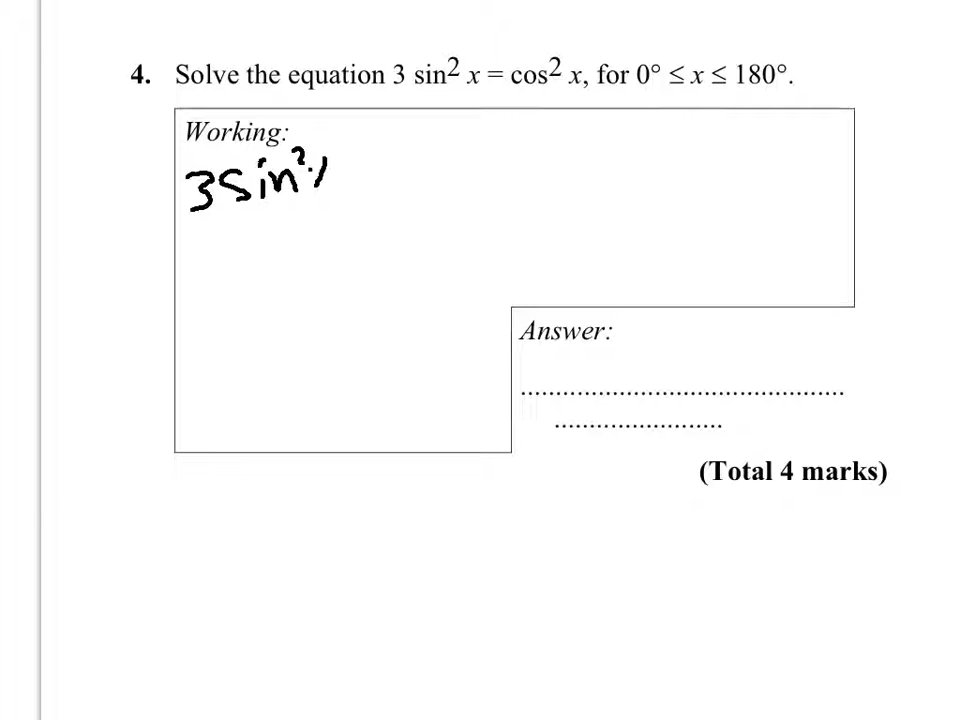 4. Solve the equation 3 sin² x = cos² x, for 0° ≤ x ≤ 180°.
Working:
3sin²
Answer:
................................................
.........................
(Total 4 marks)